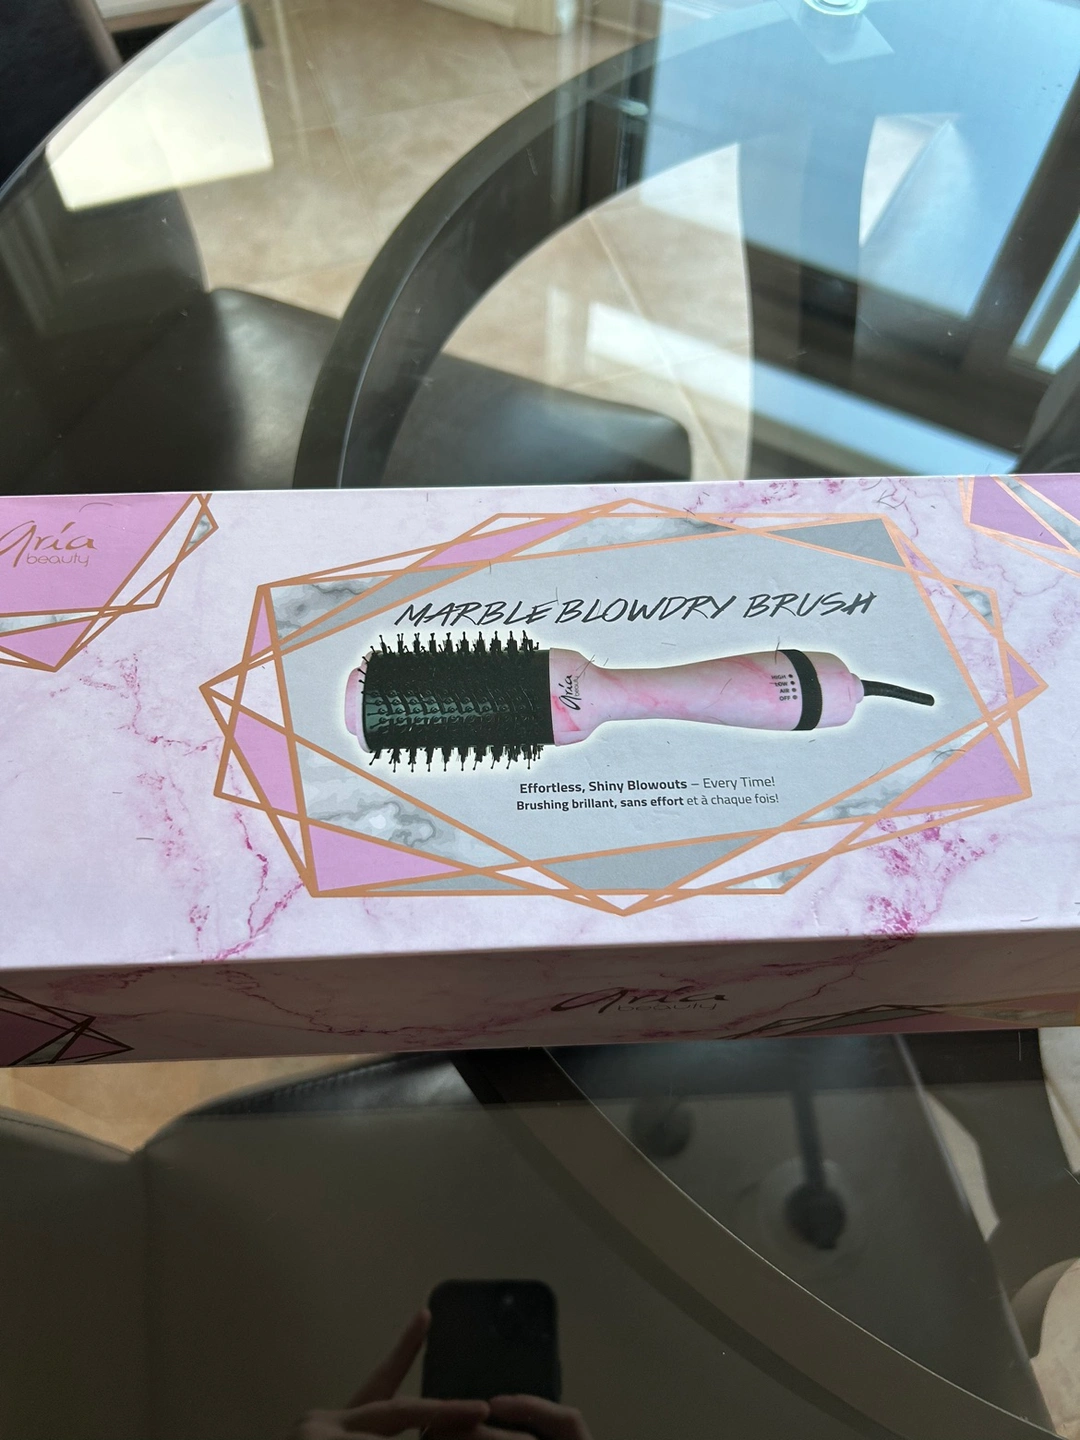 aria
beauty
MARBLE BLOWDRY BRUSH
aria
beauty
HIGH
LOW
AIR
OFF
Effortless, Shiny Blowouts – Every Time!
Brushing brillant, sans effort et à chaque fois!
aria
beauty